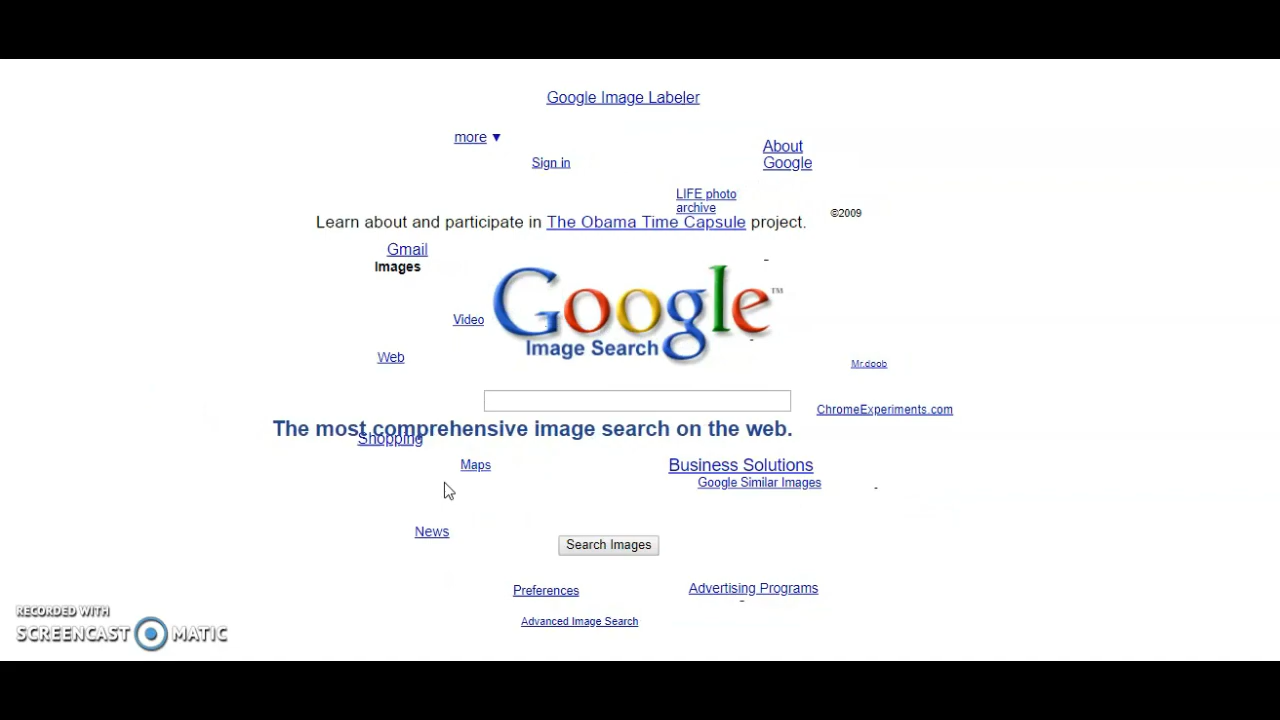 Google Image Labeler
more ▼
About
Google
Sign in
LIFE photo
archive
©2009
Learn about and participate in The Obama Time Capsule project.
Gmail
Images
Google™
Image Search
Video
Web
Mr.doob
ChromeExperiments.com
The most comprehensive image search on the web.
Shopping
Maps
Business Solutions
Google Similar Images
-
News
Search Images
Preferences
Advertising Programs
-
Advanced Image Search
RECORDED WITH
SCREENCAST MATIC